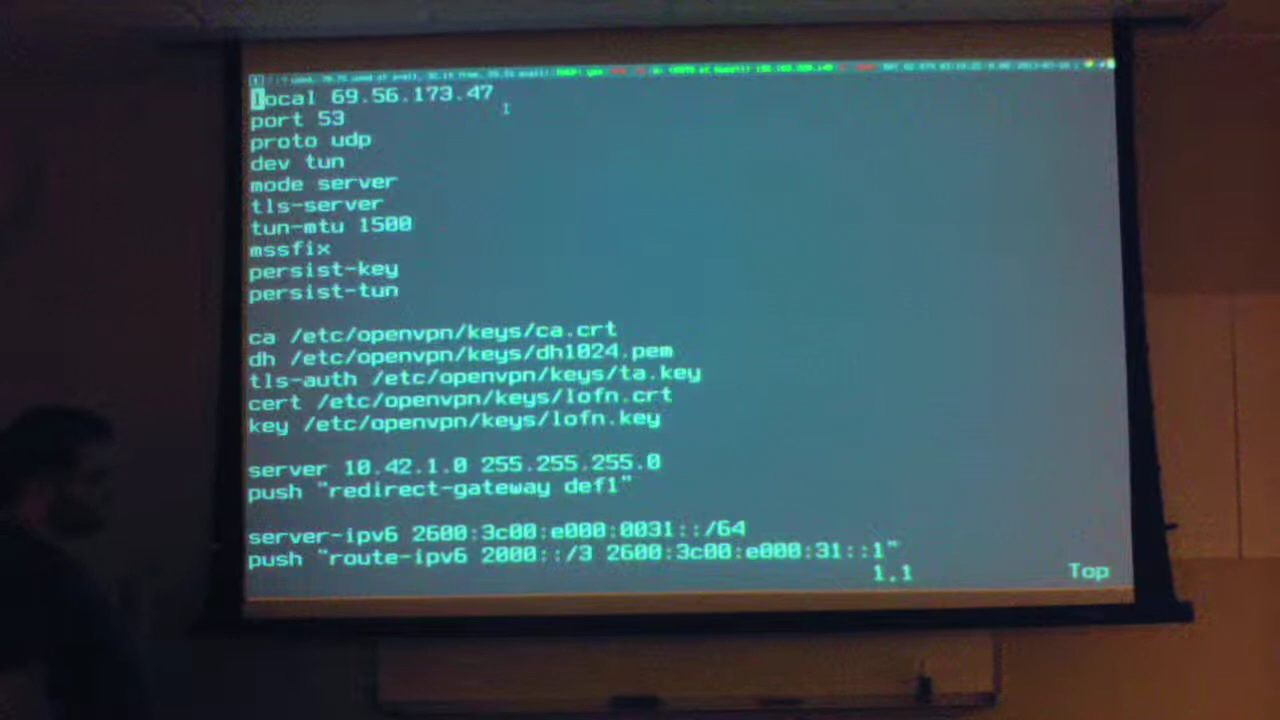 local 69.56.173.47
port 53
proto udp
dev tun
mode server
tls-server
tun-mtu 1500
mssfix
persist-key
persist-tun
ca /etc/openvpn/keys/ca.crt
dh /etc/openvpn/keys/dh1024.pem
tls-auth /etc/openvpn/keys/ta.key
cert /etc/openvpn/keys/lofn.crt
key /etc/openvpn/keys/lofn.key
server 10.42.1.0 255.255.255.0
push "redirect-gateway def1"
server-ipv6 2600:3c00:e000:0031::/64
push "route-ipv6 2000::/3 2600:3c00:e000:31::1"
1,1 Top